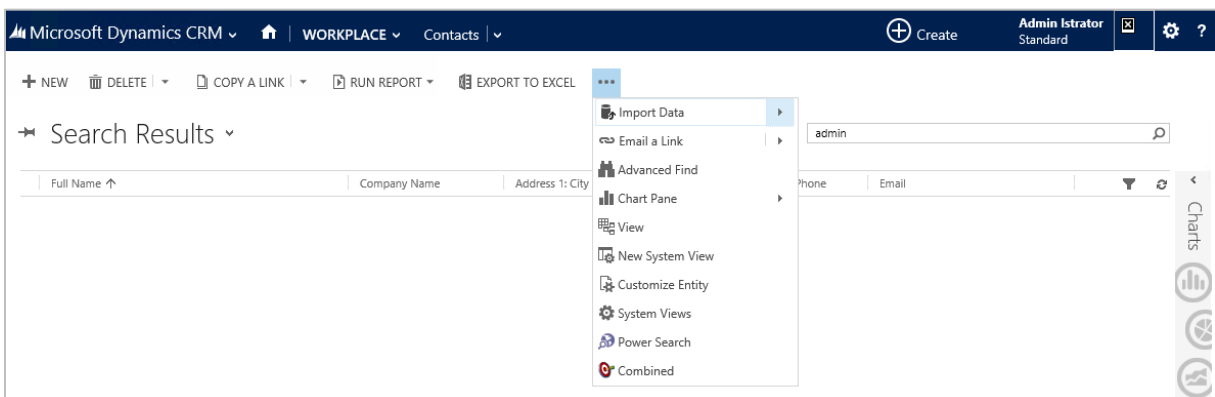 Microsoft Dynamics CRM WORKPLACE Contacts Create Admin Istrator ?
Standard
NEW DELETE COPY A LINK RUN REPORT EXPORT TO EXCEL ...
Import Data
Search Results
admin
Email a Link
Advanced Find
Full Name Company Name Address 1: City Phone Email
Chart Pane
View
New System View
Customize Entity
System Views
Power Search
Combined
Charts